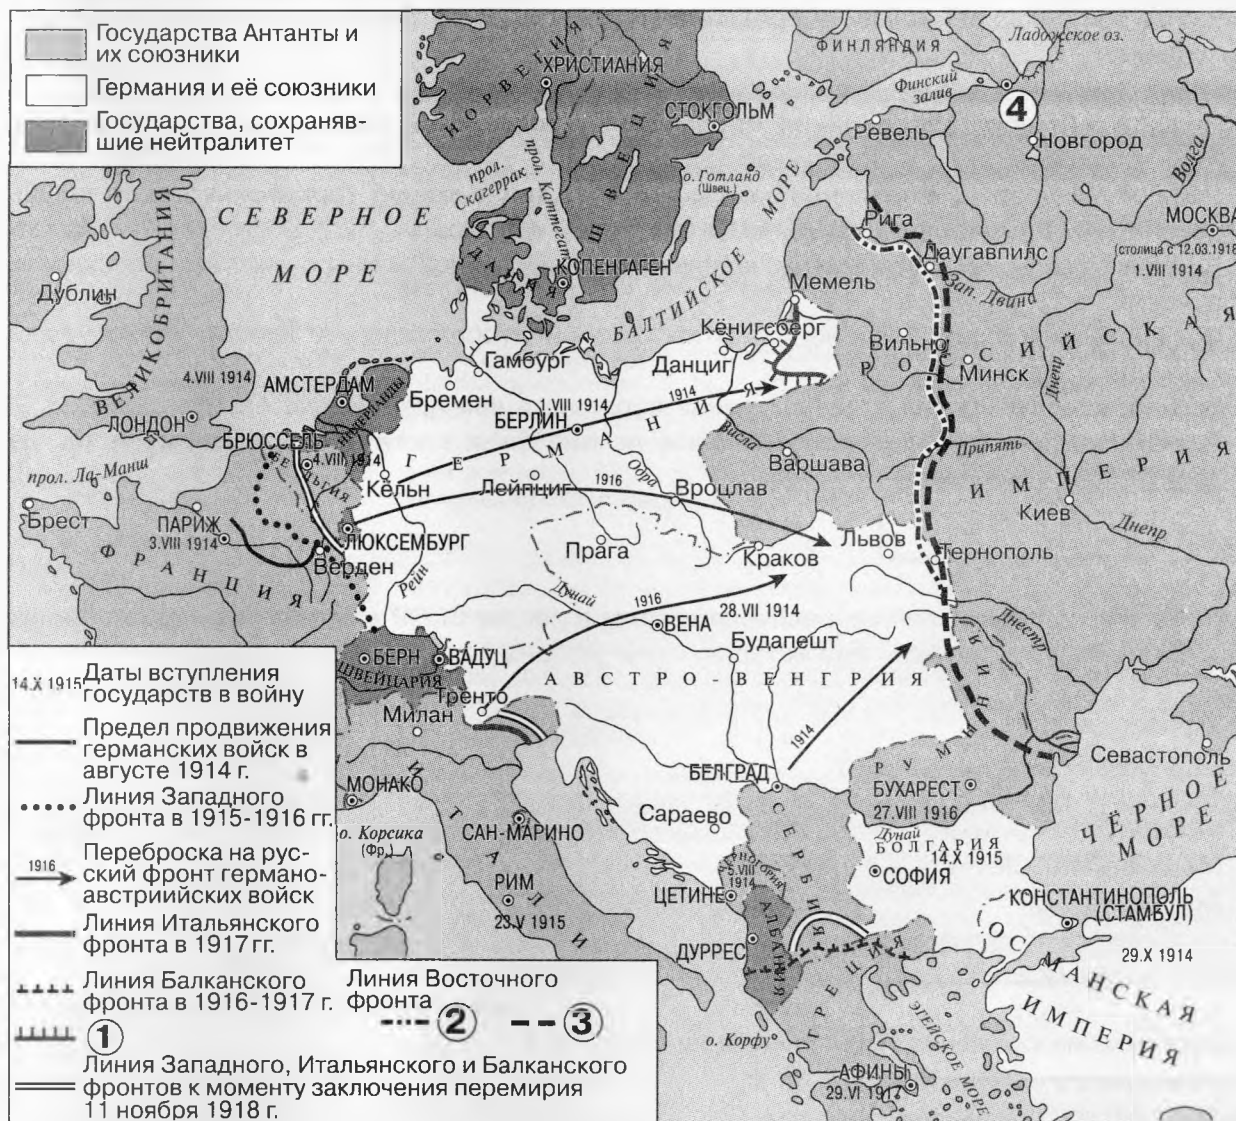 Государства Антанты и
их союзники
Германия и её союзники
Государства, сохраняв-
шие нейтралитет
НОРВЕГИЯ
ХРИСТИАНИЯ
ШВЕЦИЯ
СТОКГОЛЬМ
ФИНЛЯНДИЯ
Ладожское оз.
Финский
залив
4
Ревель
Новгород
Волга
прол.
Скагеррак
прол. Каттегат
о. Готланд
(Швец.)
СЕВЕРНОЕ
МОРЕ
ДАНИЯ
КОПЕНГАГЕН
БАЛТИЙСКОЕ
МОРЕ
Рига
Даугавпилс
Зап. Двина
МОСКВА
(столица с 12.03.1918)
1.VIII 1914
Дублин
ВЕЛИКОБРИТАНИЯ
4.VIII 1914
ЛОНДОН
Мемель
Кёнигсберг
Данциг
Вильно
Минск
Днепр
РОССИЙСКАЯ
ИМПЕРИЯ
Гамбург
Бремен
АМСТЕРДАМ
НИДЕРЛАНДЫ
1.VIII 1914
БЕРЛИН
1914
ГЕРМАНИЯ
БРЮССЕЛЬ
4.VIII 1914
БЕЛЬГИЯ
прол. Ла-Манш
Кёльн
Лейпциг
Обра
1916
Вроцлав
Висла
Варшава
Припять
Киев
Днепр
Брест
ПАРИЖ
3.VIII 1914
ФРАНЦИЯ
ЛЮКСЕМБУРГ
Верден
Рейн
Прага
Краков
Львов
Тернополь
Дунай
1916
28.VII 1914
ВЕНА
Будапешт
Днестр
БЕРН
ВАДУЦ
ШВЕЙЦАРИЯ
АВСТРО-ВЕНГРИЯ
Тренто
Милан
1914
РУМЫНИЯ
Севастополь
МОНАКО
ИТАЛИЯ
БЕЛГРАД
БУХАРЕСТ
27.VIII 1916
ЧЁРНОЕ
МОРЕ
о. Корсика
(Фр.)
САН-МАРИНО
Сараево
СЕРБИЯ
Дунай
БОЛГАРИЯ
14.X 1915
СОФИЯ
Черногория
5.VIII
1914
РИМ
23.V 1915
ЦЕТИНЕ
КОНСТАНТИНОПОЛЬ
(СТАМБУЛ)
29.X 1914
ДУРРЕС
АЛБАНИЯ
ОСМАНСКАЯ
ИМПЕРИЯ
ГРЕЦИЯ
о. Корфу
ЭГЕЙСКОЕ МОРЕ
АФИНЫ
29.VI 1917
14.X 1915 Даты вступления
государств в войну
Предел продвижения
германских войск в
августе 1914 г.
Линия Западного
фронта в 1915-1916 гг.
1916 Переброска на рус-
ский фронт германо-
австриийских войск
Линия Итальянского
фронта в 1917 гг.
Линия Балканского
фронта в 1916-1917 г.
Линия Восточного
фронта
1
2
3
Линия Западного, Итальянского и Балканского
фронтов к моменту заключения перемирия
11 ноября 1918 г.